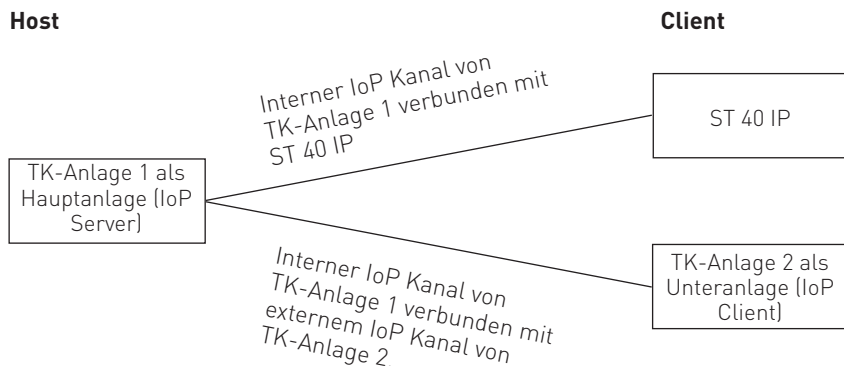 Host
Client
Interner IoP Kanal von
TK-Anlage 1 verbunden mit
ST 40 IP
ST 40 IP
TK-Anlage 1 als
Hauptanlage (IoP
Server)
Interner IoP Kanal von
TK-Anlage 1 verbunden mit
externem IoP Kanal von
TK-Anlage 2
TK-Anlage 2 als
Unteranlage (IoP
Client)